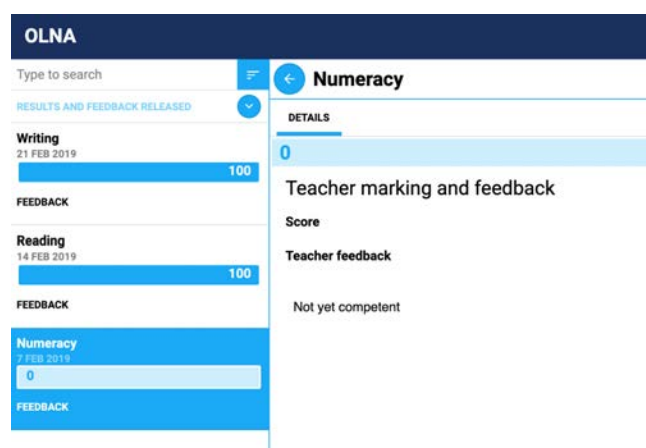 OLNA
Type to search
RESULTS AND FEEDBACK RELEASED
Writing
21 FEB 2019
100
FEEDBACK
Reading
14 FEB 2019
100
FEEDBACK
Numeracy
7 FEB 2019
0
FEEDBACK
Numeracy
DETAILS
0
Teacher marking and feedback
Score
Teacher feedback
Not yet competent